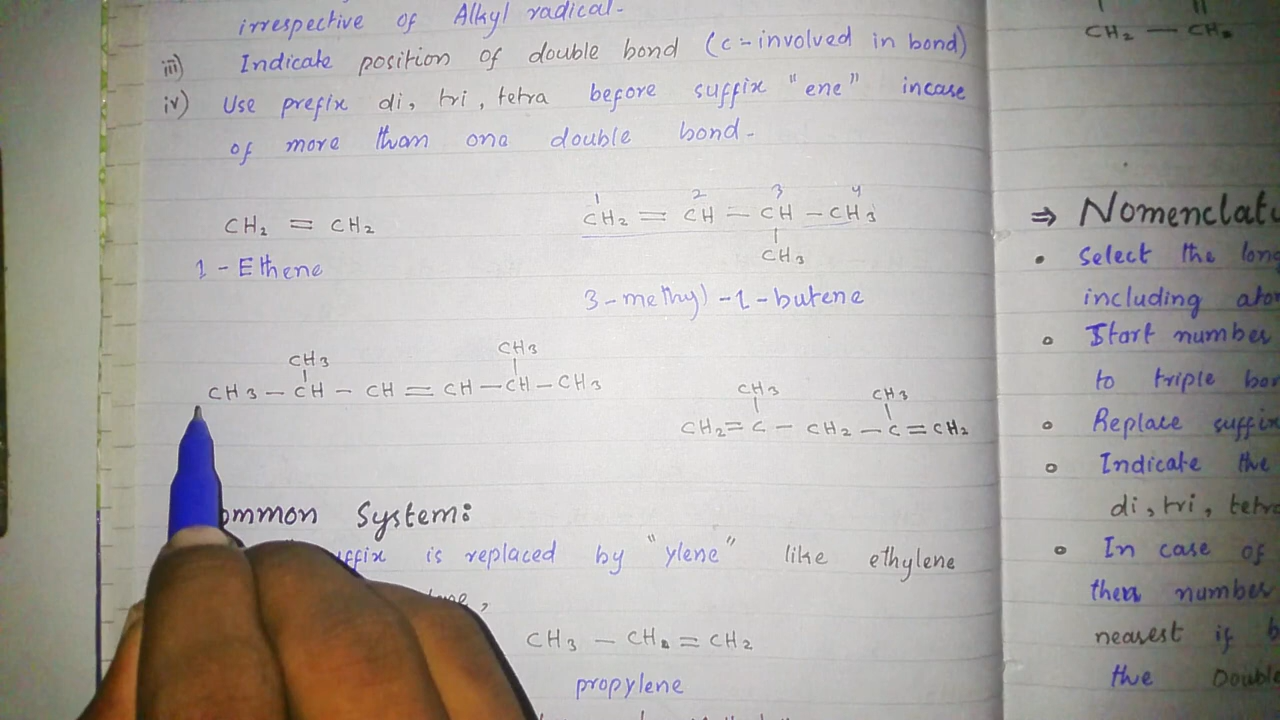 irrespective of Alkyl radical-
iii) Indicate position of double bond (c-involved in bond)
iv) Use prefix di, tri, tetra before suffix "ene" incase
of more than one double bond-
CH2 = CH2
1-Ethene
1 2 3 4
CH2 = CH - CH - CH3
CH3
3-methyl-1-butene
CH3 CH3
CH3 - CH - CH = CH - CH - CH3
CH3 CH3
CH2 = C - CH2 - C = CH2
ommon System:
ffix is replaced by "ylene" like ethylene
CH3 - CH = CH2
propylene
CH2 - CH
⇒ Nomenclat
• Select the lon
including ato
• Start number
to triple bo
• Replace suffix
• Indicate the
di, tri, tetr
• In case of
then number
nearest if b
the Double